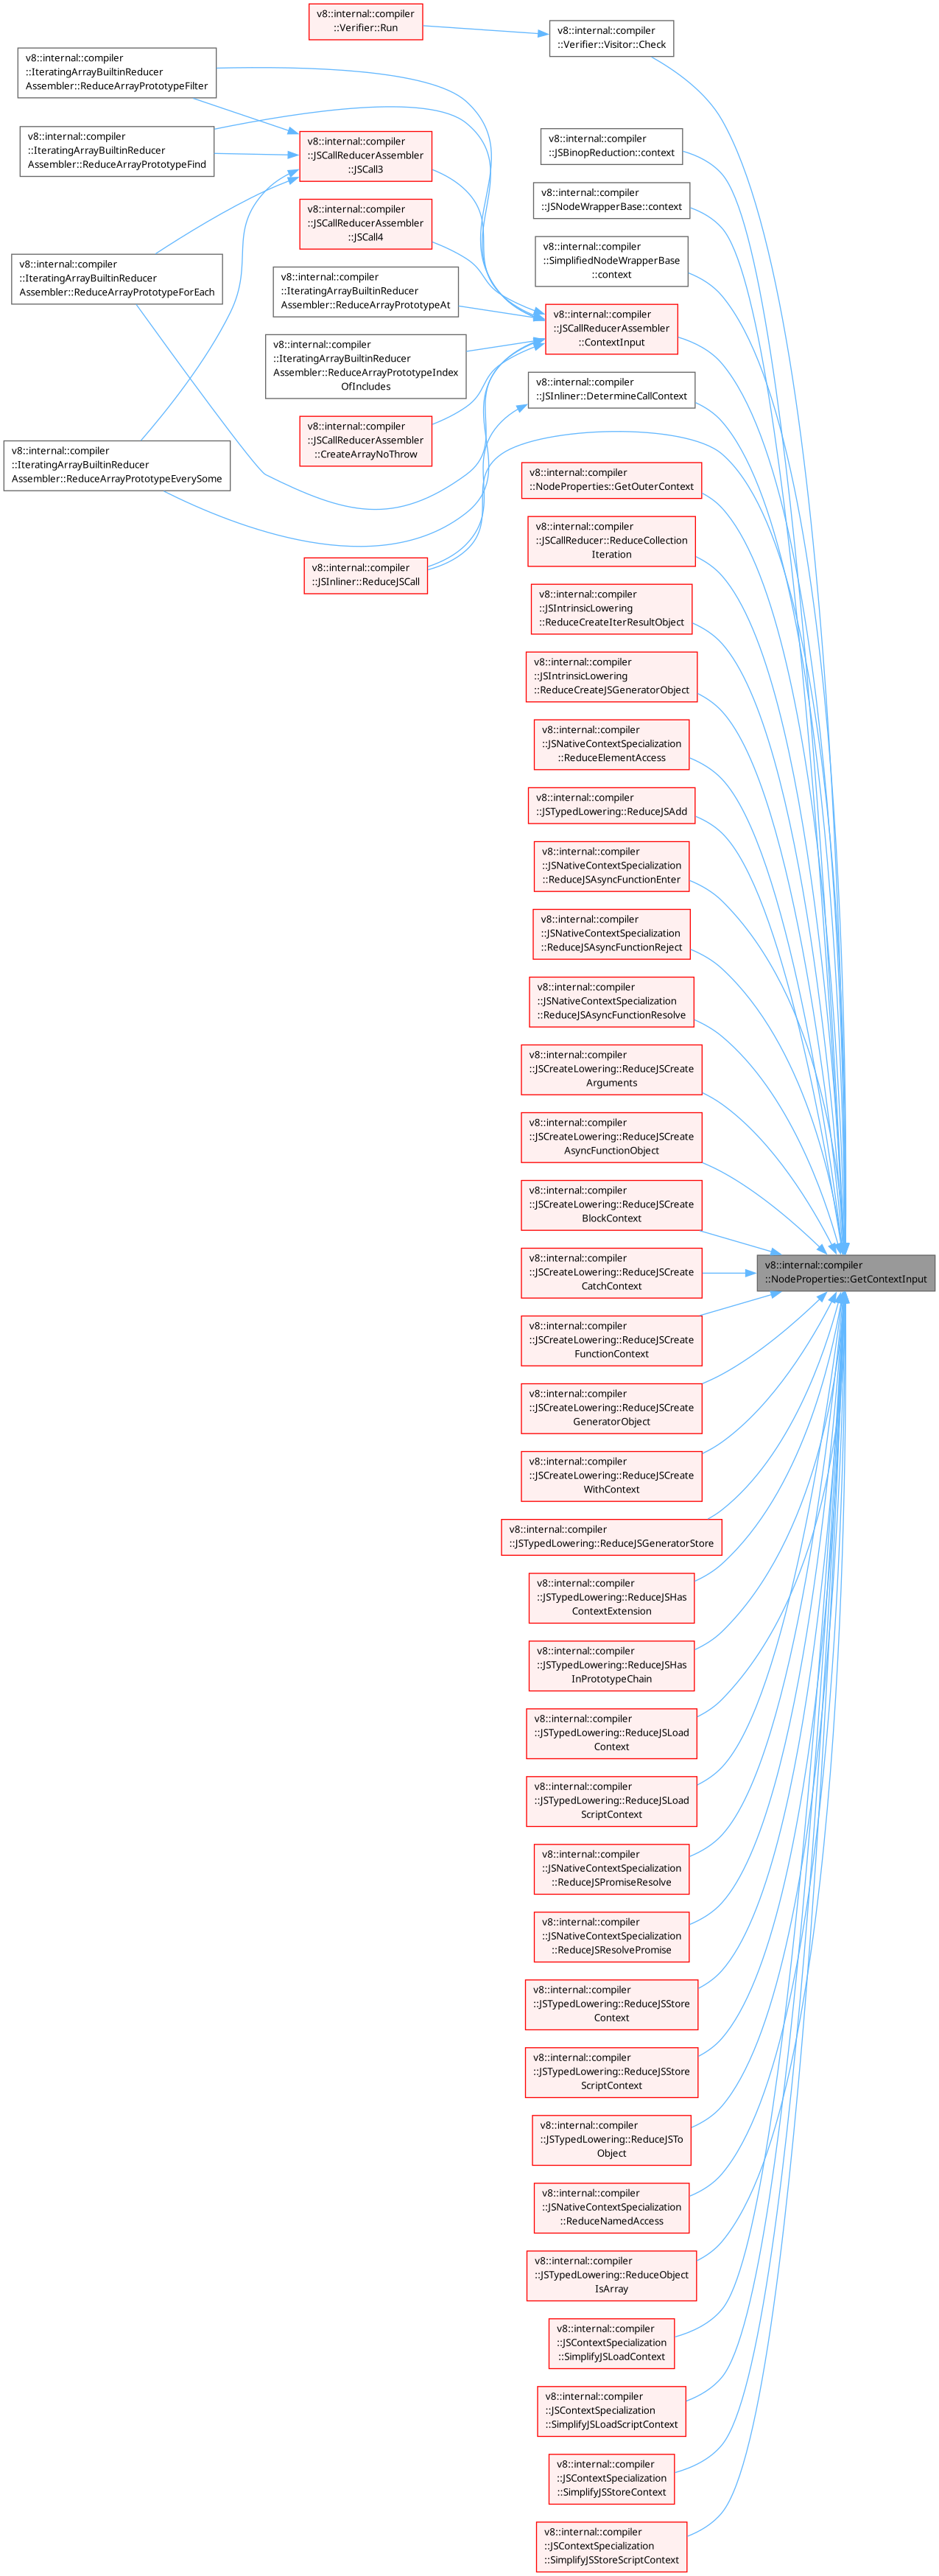 v8::internal::compiler
::Verifier::Run
v8::internal::compiler
::Verifier::Visitor::Check
v8::internal::compiler
::IteratingArrayBuiltinReducer
Assembler::ReduceArrayPrototypeFilter
v8::internal::compiler
::IteratingArrayBuiltinReducer
Assembler::ReduceArrayPrototypeFind
v8::internal::compiler
::JSCallReducerAssembler
::JSCall3
v8::internal::compiler
::JSBinopReduction::context
v8::internal::compiler
::JSNodeWrapperBase::context
v8::internal::compiler
::JSCallReducerAssembler
::JSCall4
v8::internal::compiler
::SimplifiedNodeWrapperBase
::context
v8::internal::compiler
::IteratingArrayBuiltinReducer
Assembler::ReduceArrayPrototypeForEach
v8::internal::compiler
::IteratingArrayBuiltinReducer
Assembler::ReduceArrayPrototypeAt
v8::internal::compiler
::JSCallReducerAssembler
::ContextInput
v8::internal::compiler
::IteratingArrayBuiltinReducer
Assembler::ReduceArrayPrototypeIndex
OfIncludes
v8::internal::compiler
::JSInliner::DetermineCallContext
v8::internal::compiler
::JSCallReducerAssembler
::CreateArrayNoThrow
v8::internal::compiler
::IteratingArrayBuiltinReducer
Assembler::ReduceArrayPrototypeEverySome
v8::internal::compiler
::NodeProperties::GetOuterContext
v8::internal::compiler
::JSCallReducer::ReduceCollection
Iteration
v8::internal::compiler
::JSInliner::ReduceJSCall
v8::internal::compiler
::JSIntrinsicLowering
::ReduceCreateIterResultObject
v8::internal::compiler
::JSIntrinsicLowering
::ReduceCreateJSGeneratorObject
v8::internal::compiler
::JSNativeContextSpecialization
::ReduceElementAccess
v8::internal::compiler
::JSTypedLowering::ReduceJSAdd
v8::internal::compiler
::JSNativeContextSpecialization
::ReduceJSAsyncFunctionEnter
v8::internal::compiler
::JSNativeContextSpecialization
::ReduceJSAsyncFunctionReject
v8::internal::compiler
::JSNativeContextSpecialization
::ReduceJSAsyncFunctionResolve
v8::internal::compiler
::JSCreateLowering::ReduceJSCreate
Arguments
v8::internal::compiler
::JSCreateLowering::ReduceJSCreate
AsyncFunctionObject
v8::internal::compiler
::JSCreateLowering::ReduceJSCreate
BlockContext
v8::internal::compiler
::JSCreateLowering::ReduceJSCreate
CatchContext
v8::internal::compiler
::NodeProperties::GetContextInput
v8::internal::compiler
::JSCreateLowering::ReduceJSCreate
FunctionContext
v8::internal::compiler
::JSCreateLowering::ReduceJSCreate
GeneratorObject
v8::internal::compiler
::JSCreateLowering::ReduceJSCreate
WithContext
v8::internal::compiler
::JSTypedLowering::ReduceJSGeneratorStore
v8::internal::compiler
::JSTypedLowering::ReduceJSHas
ContextExtension
v8::internal::compiler
::JSTypedLowering::ReduceJSHas
InPrototypeChain
v8::internal::compiler
::JSTypedLowering::ReduceJSLoad
Context
v8::internal::compiler
::JSTypedLowering::ReduceJSLoad
ScriptContext
v8::internal::compiler
::JSNativeContextSpecialization
::ReduceJSPromiseResolve
v8::internal::compiler
::JSNativeContextSpecialization
::ReduceJSResolvePromise
v8::internal::compiler
::JSTypedLowering::ReduceJSStore
Context
v8::internal::compiler
::JSTypedLowering::ReduceJSStore
ScriptContext
v8::internal::compiler
::JSTypedLowering::ReduceJSTo
Object
v8::internal::compiler
::JSNativeContextSpecialization
::ReduceNamedAccess
v8::internal::compiler
::JSTypedLowering::ReduceObject
IsArray
v8::internal::compiler
::JSContextSpecialization
::SimplifyJSLoadContext
v8::internal::compiler
::JSContextSpecialization
::SimplifyJSLoadScriptContext
v8::internal::compiler
::JSContextSpecialization
::SimplifyJSStoreContext
v8::internal::compiler
::JSContextSpecialization
::SimplifyJSStoreScriptContext